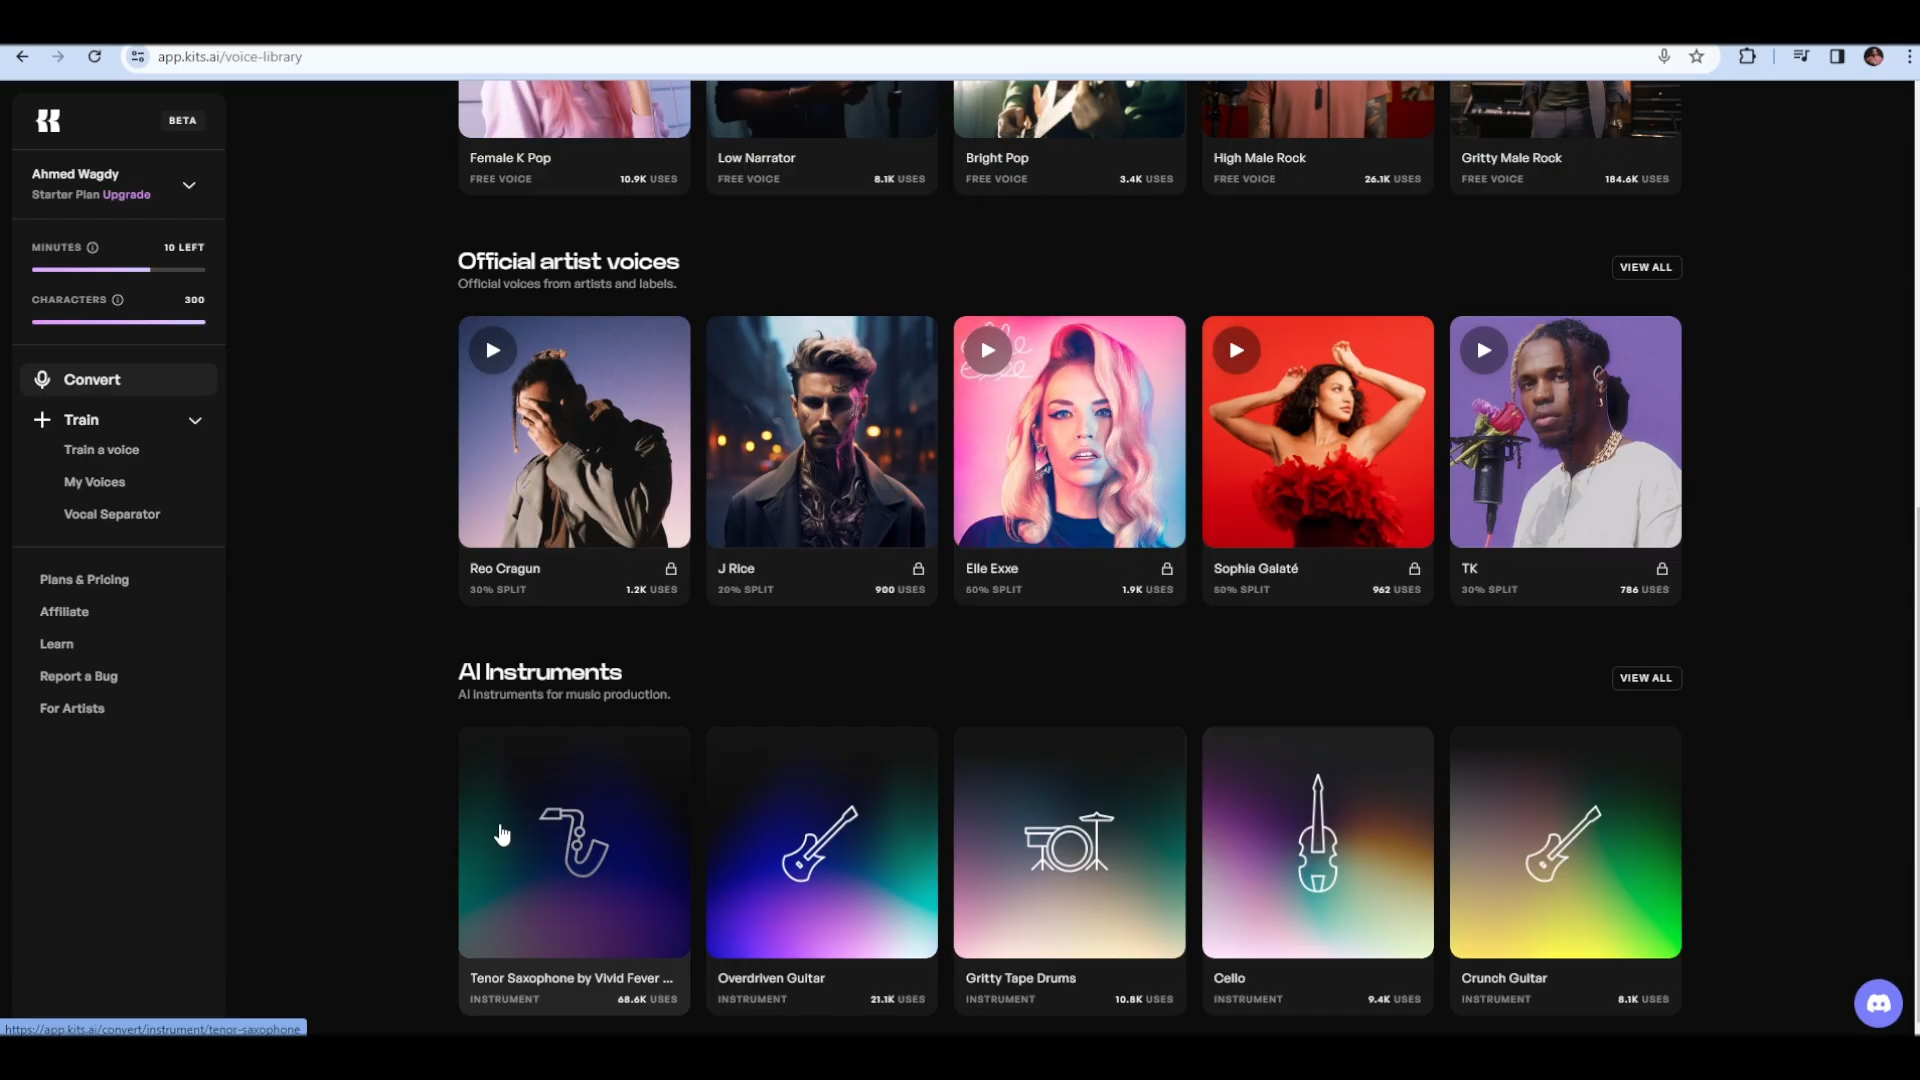 app.kits.ai/voice-library
BETA
Ahmed Wagdy
Starter Plan Upgrade
MINUTES 10 LEFT
CHARACTERS 300
Convert
Train
Train a voice
My Voices
Vocal Separator
Plans & Pricing
Affiliate
Learn
Report a Bug
For Artists
Female K Pop
FREE VOICE 10.9K USES
Low Narrator
FREE VOICE 8.1K USES
Bright Pop
FREE VOICE 3.4K USES
High Male Rock
FREE VOICE 26.1K USES
Gritty Male Rock
FREE VOICE 184.6K USES
Official artist voices
Official voices from artists and labels.
VIEW ALL
Reo Cragun
30% SPLIT 1.2K USES
J Rice
20% SPLIT 900 USES
Elle Exxe
50% SPLIT 1.9K USES
Sophia Galaté
50% SPLIT 962 USES
TK
30% SPLIT 786 USES
AI Instruments
AI Instruments for music production.
VIEW ALL
Tenor Saxophone by Vivid Fever ...
INSTRUMENT 68.6K USES
Overdriven Guitar
INSTRUMENT 21.1K USES
Gritty Tape Drums
INSTRUMENT 10.8K USES
Cello
INSTRUMENT 9.4K USES
Crunch Guitar
INSTRUMENT 8.1K USES
https://app.kits.ai/convert/instrument/tenor-saxophone